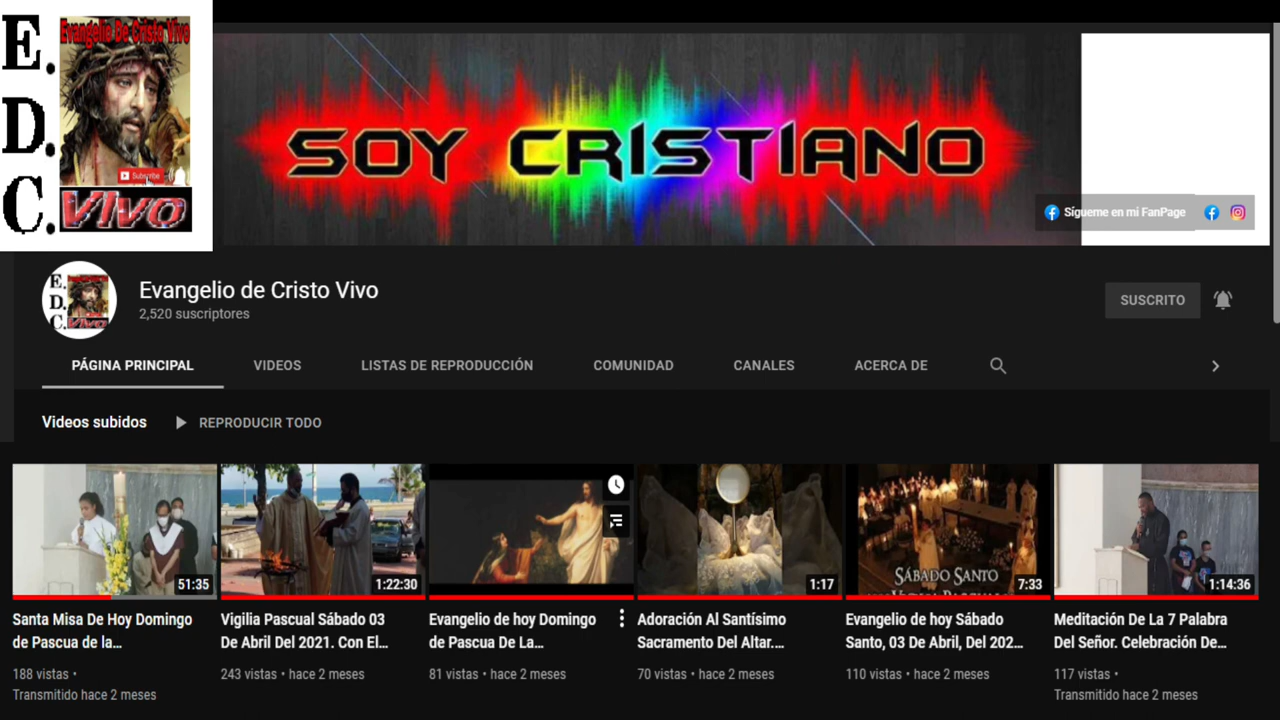 E.
D.
C.
Evangelio De Cristo Vivo
Subscribe
VIvo
SOY CRISTIANO
Sígueme en mi FanPage
E.
D.
C.
Vivo
Evangelio de Cristo Vivo
2,520 suscriptores
SUSCRITO
PÁGINA PRINCIPAL VIDEOS LISTAS DE REPRODUCCIÓN COMUNIDAD CANALES ACERCA DE
Videos subidos REPRODUCIR TODO
51:35
Santa Misa De Hoy Domingo
de Pascua de la...
188 vistas •
Transmitido hace 2 meses
1:22:30
Vigilia Pascual Sábado 03
De Abril Del 2021. Con El...
243 vistas • hace 2 meses
Evangelio de hoy Domingo
de Pascua De La...
81 vistas • hace 2 meses
1:17
Adoración Al Santísimo
Sacramento Del Altar....
70 vistas • hace 2 meses
SÁBADO SANTO
7:33
Evangelio de hoy Sábado
Santo, 03 De Abril, Del 202...
110 vistas • hace 2 meses
1:14:36
Meditación De La 7 Palabra
Del Señor. Celebración De...
117 vistas •
Transmitido hace 2 meses